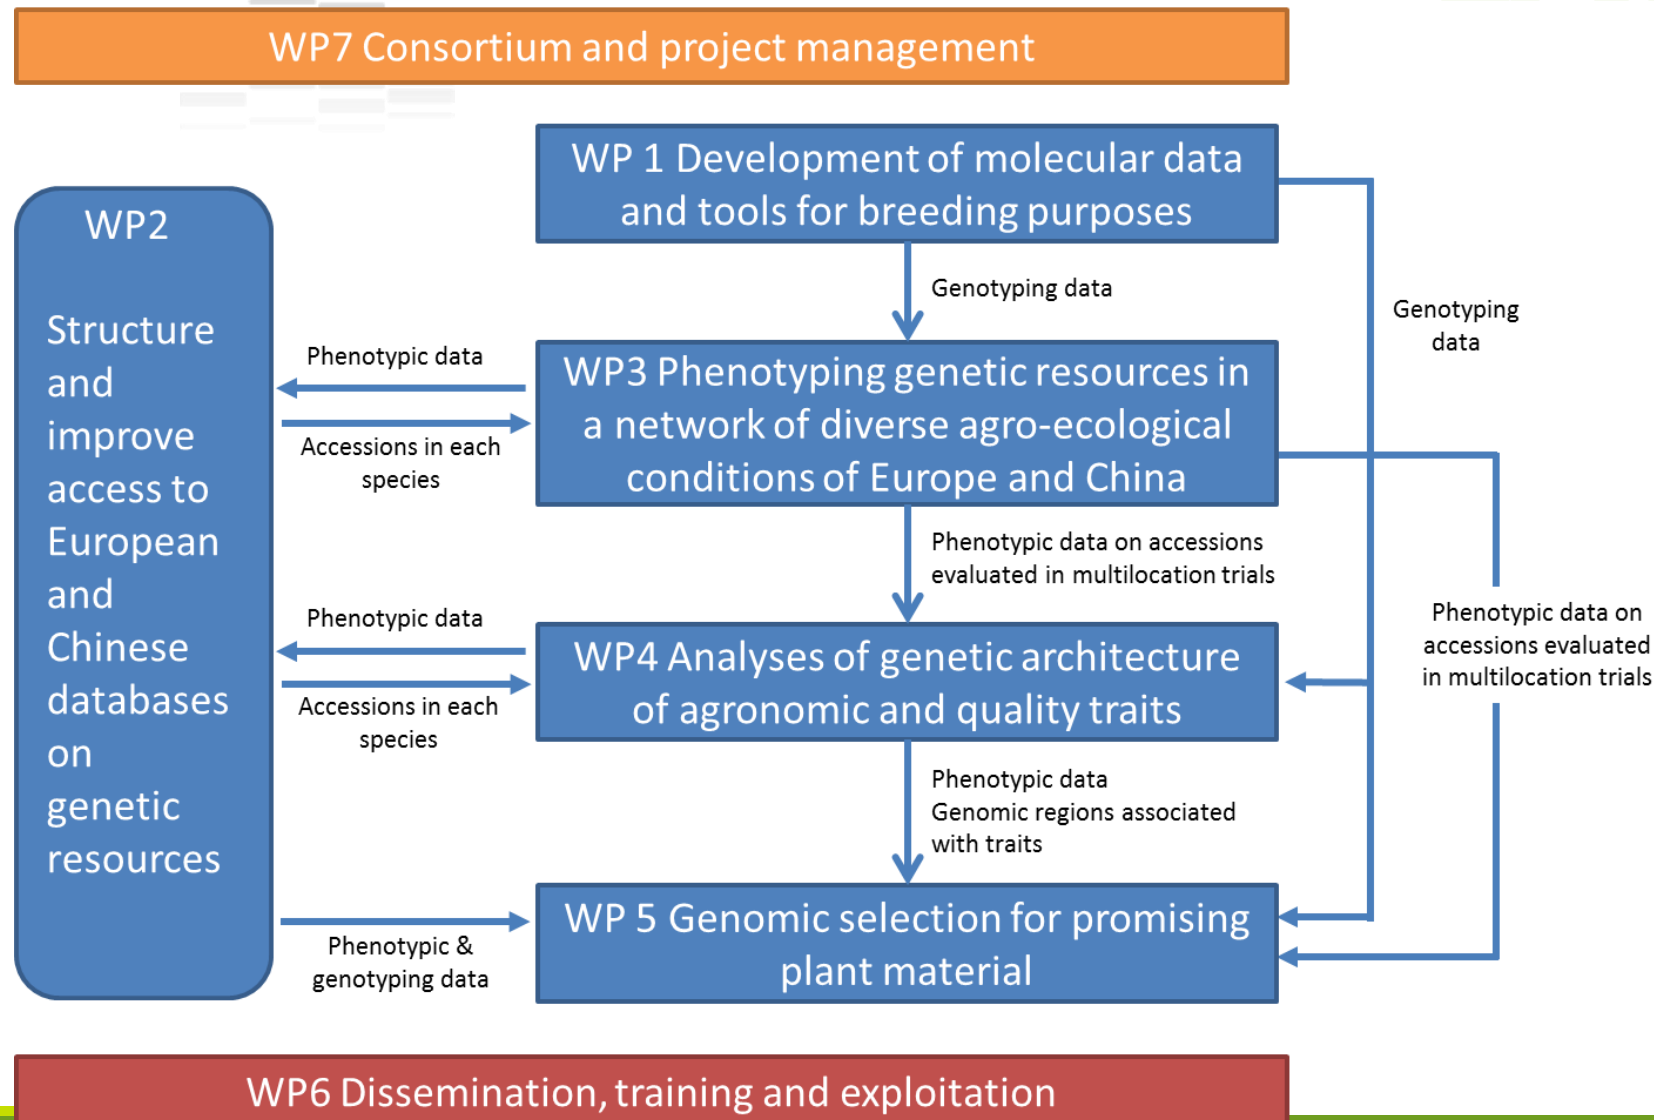 WP7 Consortium and project management
WP 1 Development of molecular data
and tools for breeding purposes
WP2
Structure
and
improve
access to
European
and
Chinese
databases
on
genetic
resources
Genotyping data
Genotyping
data
Phenotypic data
Accessions in each
species
WP3 Phenotyping genetic resources in
a network of diverse agro-ecological
conditions of Europe and China
Phenotypic data on accessions
evaluated in multilocation trials
Phenotypic data on
accessions evaluated
in multilocation trials
Phenotypic data
Accessions in each
species
WP4 Analyses of genetic architecture
of agronomic and quality traits
Phenotypic data
Genomic regions associated
with traits
Phenotypic &
genotyping data
WP 5 Genomic selection for promising
plant material
WP6 Dissemination, training and exploitation